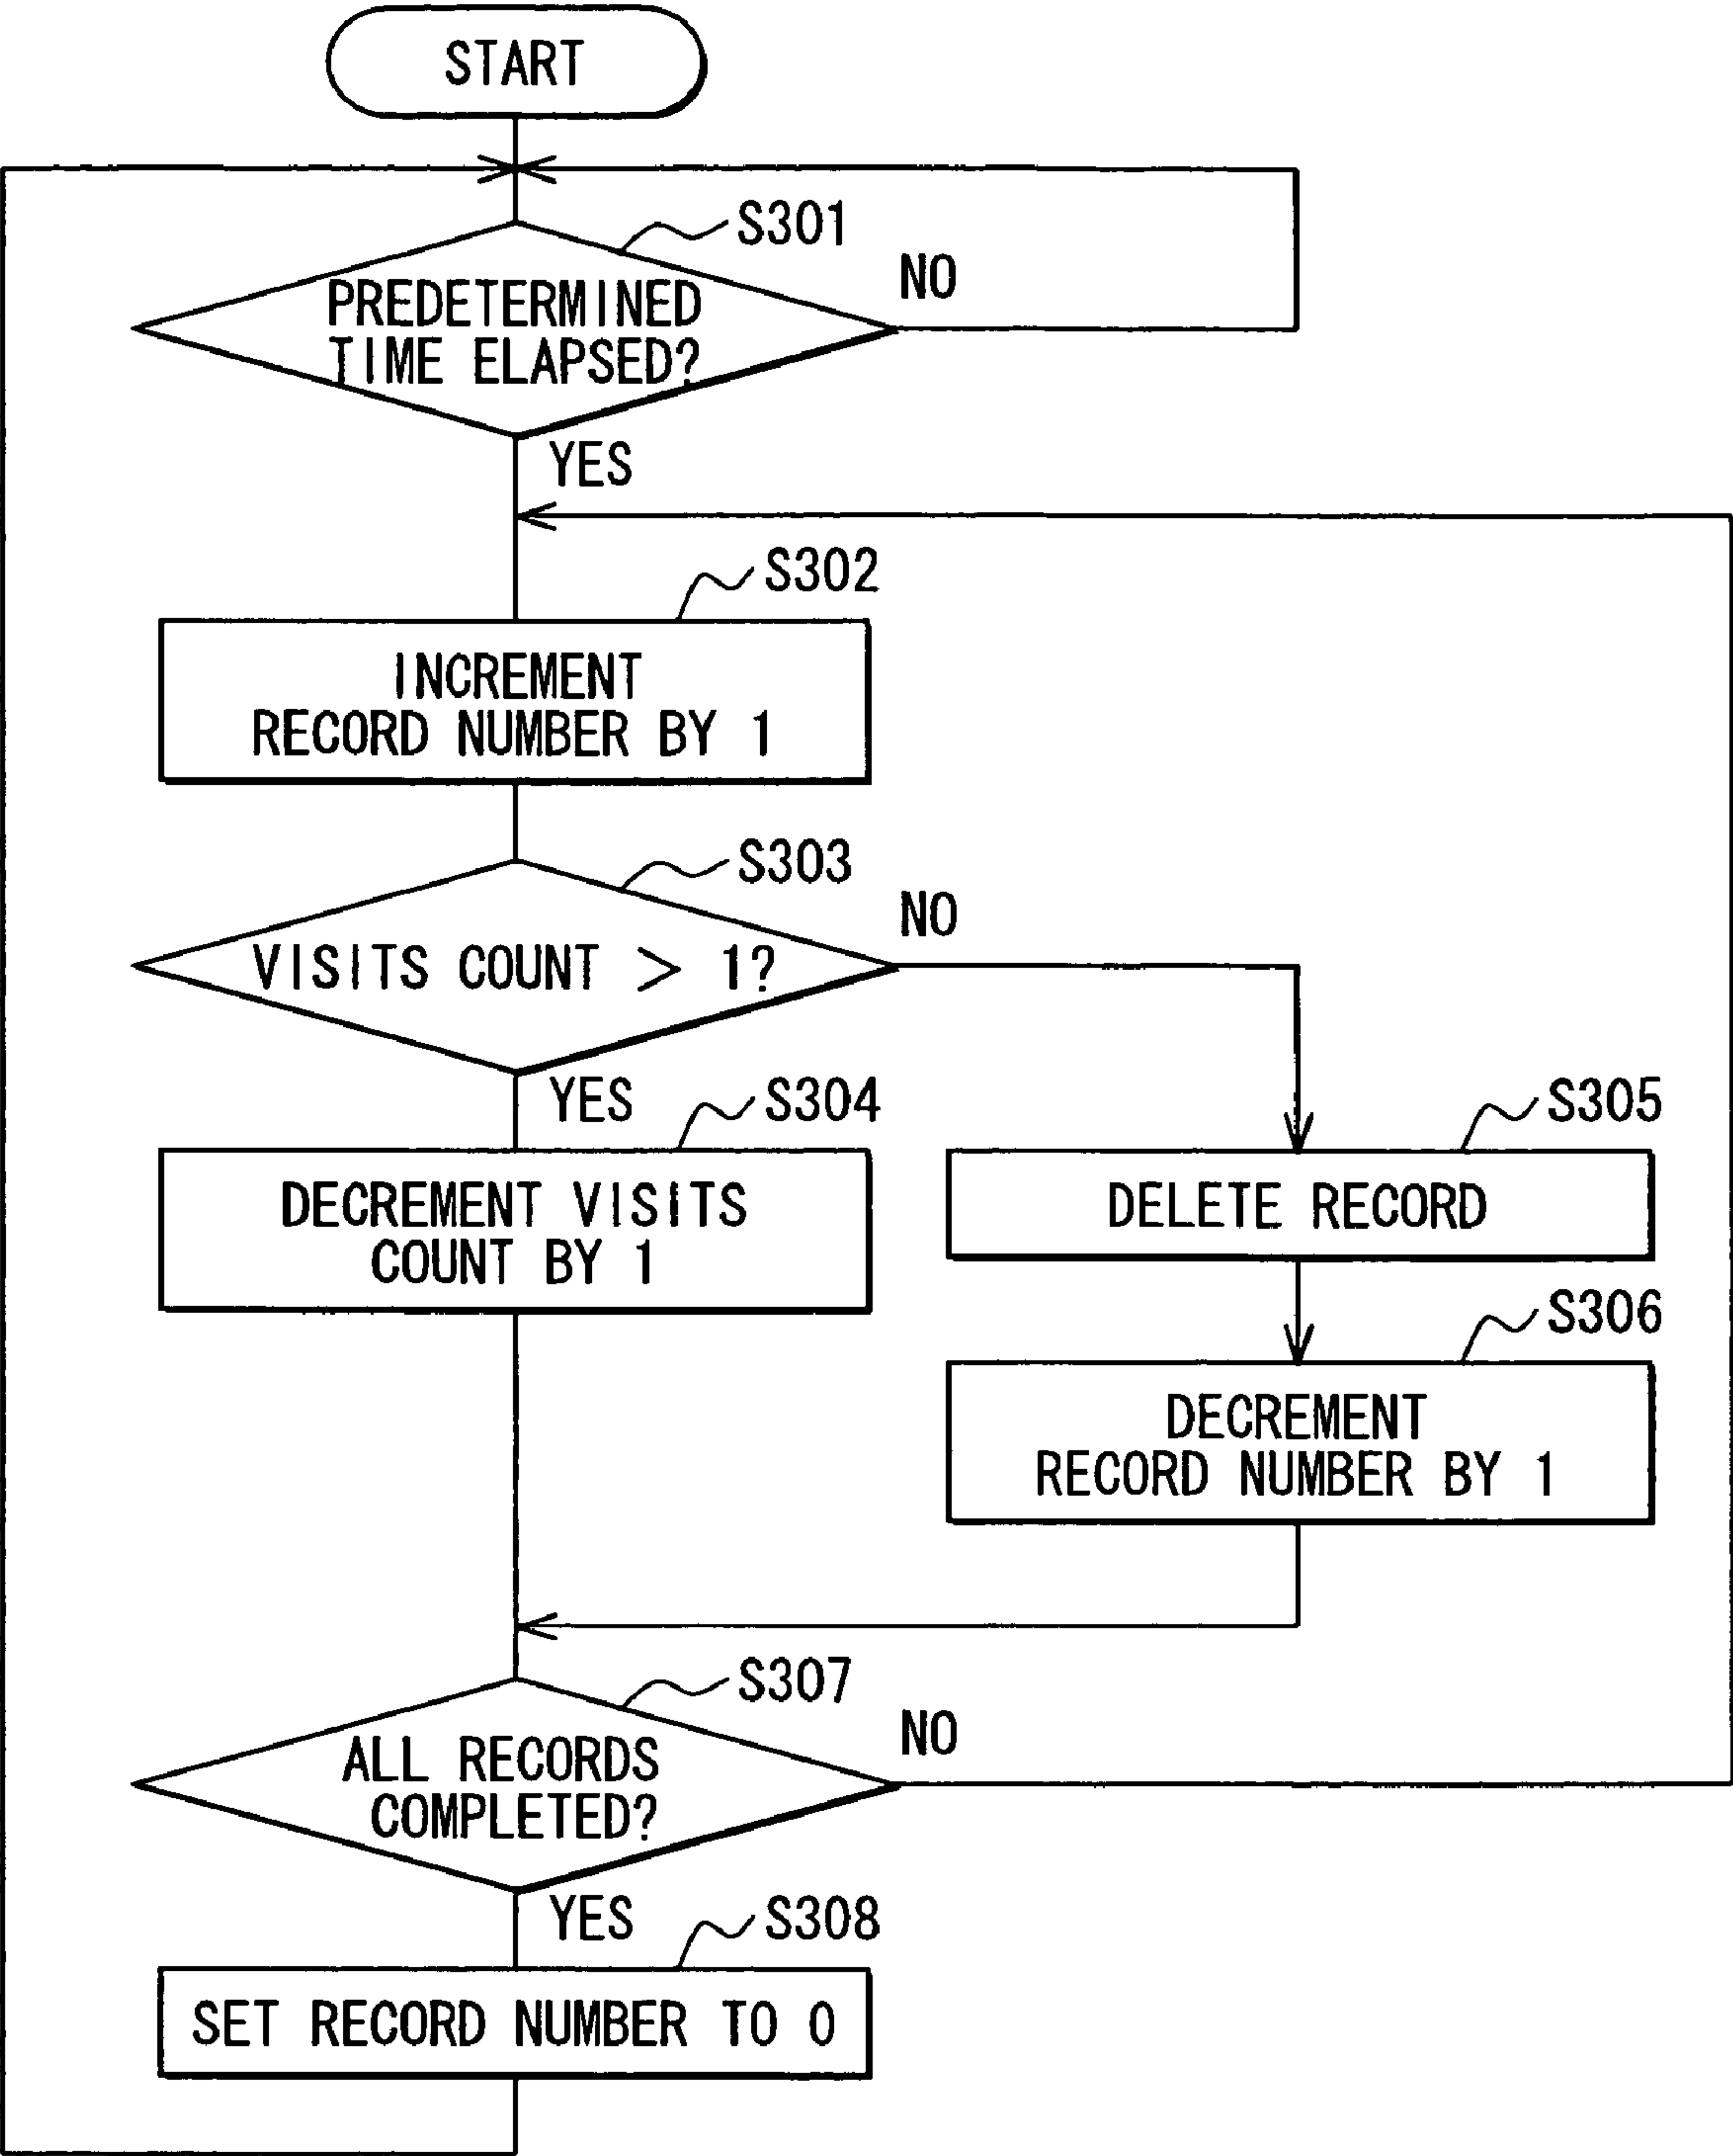 START
S301
PREDETERMINED
TIME ELAPSED?
NO
YES
S302
INCREMENT
RECORD NUMBER BY 1
S303
VISITS COUNT > 1?
NO
YES
S304
DECREMENT VISITS
COUNT BY 1
S305
DELETE RECORD
S306
DECREMENT
RECORD NUMBER BY 1
S307
ALL RECORDS
COMPLETED?
NO
YES
S308
SET RECORD NUMBER TO 0